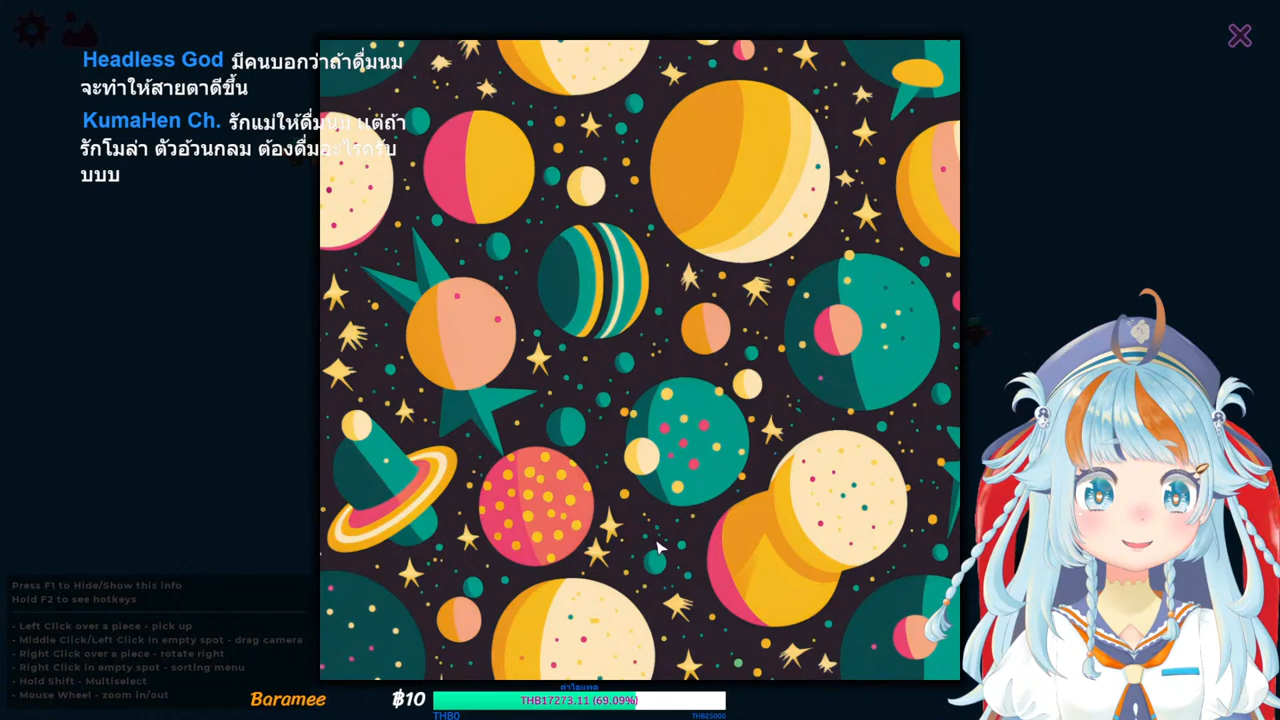 Headless God มีคนบอกว่าถ้าดื่มนม
จะทำให้สายตาดีขึ้น
KumaHen Ch. รักแม่ให้ดื่มนม แต่ถ้า
รักโมล่า ตัวอ้วนกลม ต้องดื่มอะไรครับ
บบบ
Press F1 to Hide/Show this info
Hold F2 to see hotkeys
- Left Click over a piece - pick up
- Middle Click/Left Click in empty spot - drag camera
- Right Click over a piece - rotate right
- Right Click in empty spot - sorting menu
- Hold Shift - Multiselect
- Mouse Wheel - zoom in/out
Baramee ฿10
THB17273.11 (69.09%)
THB0 THB25000